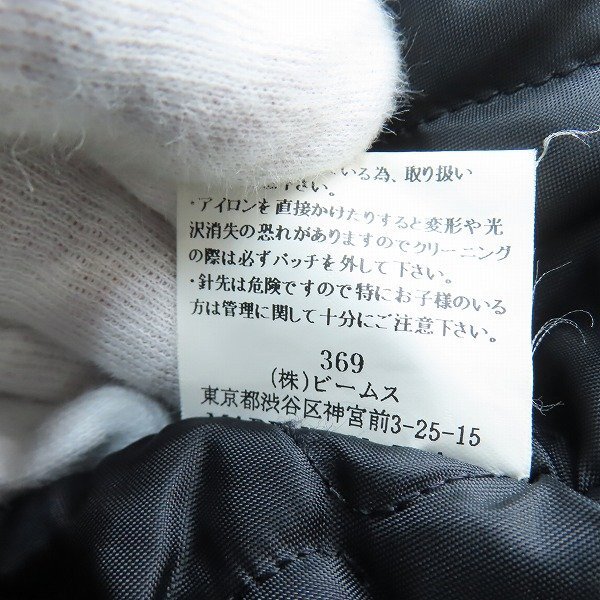 いる為、取り扱い
下さい。
・アイロンを直接かけたりすると変形や光
沢消失の恐れがありますのでクリーニング
の際は必ずバッチを外して下さい。
・針先は危険ですので特にお子様のいる
方は管理に関して十分にご注意下さい。
369
(株)ビームス
東京都渋谷区神宮前3-25-15